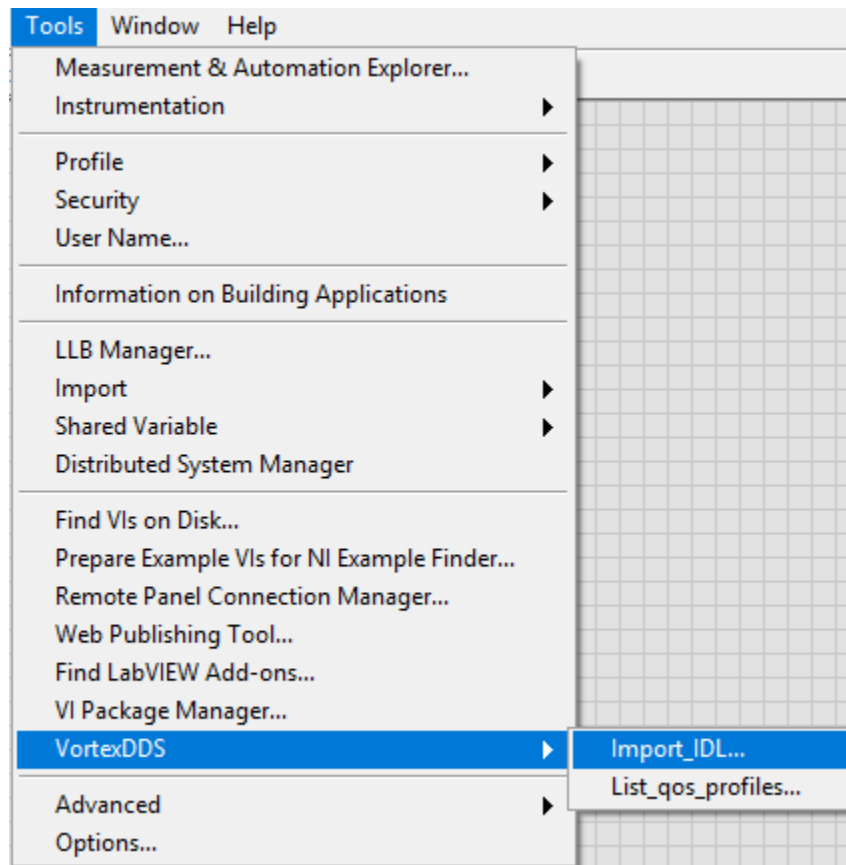 Tools Window Help
Measurement & Automation Explorer...
Instrumentation
Profile
Security
User Name...
Information on Building Applications
LLB Manager...
Import
Shared Variable
Distributed System Manager
Find VIs on Disk...
Prepare Example VIs for NI Example Finder...
Remote Panel Connection Manager...
Web Publishing Tool...
Find LabVIEW Add-ons...
VI Package Manager...
VortexDDS
Import_IDL...
List_qos_profiles...
Advanced
Options...